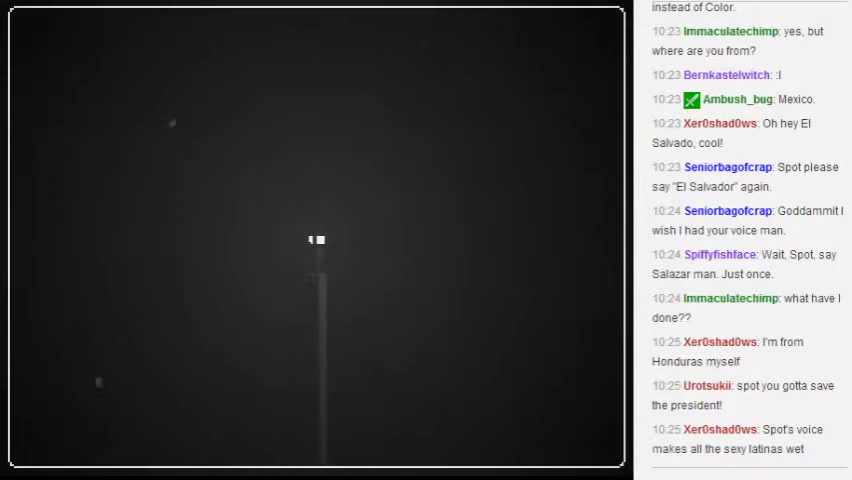 instead of Color.
10:23 Immaculatechimp: yes, but
where are you from?
10:23 Bernkastelwitch: :l
10:23 Ambush_bug: Mexico.
10:23 Xer0shad0ws: Oh hey El
Salvado, cool!
10:23 Seniorbagofcrap: Spot please
say "El Salvador" again.
10:24 Seniorbagofcrap: Goddammit I
wish I had your voice man.
10:24 Spiffyfishface: Wait, Spot, say
Salazar man. Just once.
10:24 Immaculatechimp: what have I
done??
10:25 Xer0shad0ws: I'm from
Honduras myself
10:25 Urotsukii: spot you gotta save
the president!
10:25 Xer0shad0ws: Spot's voice
makes all the sexy latinas wet